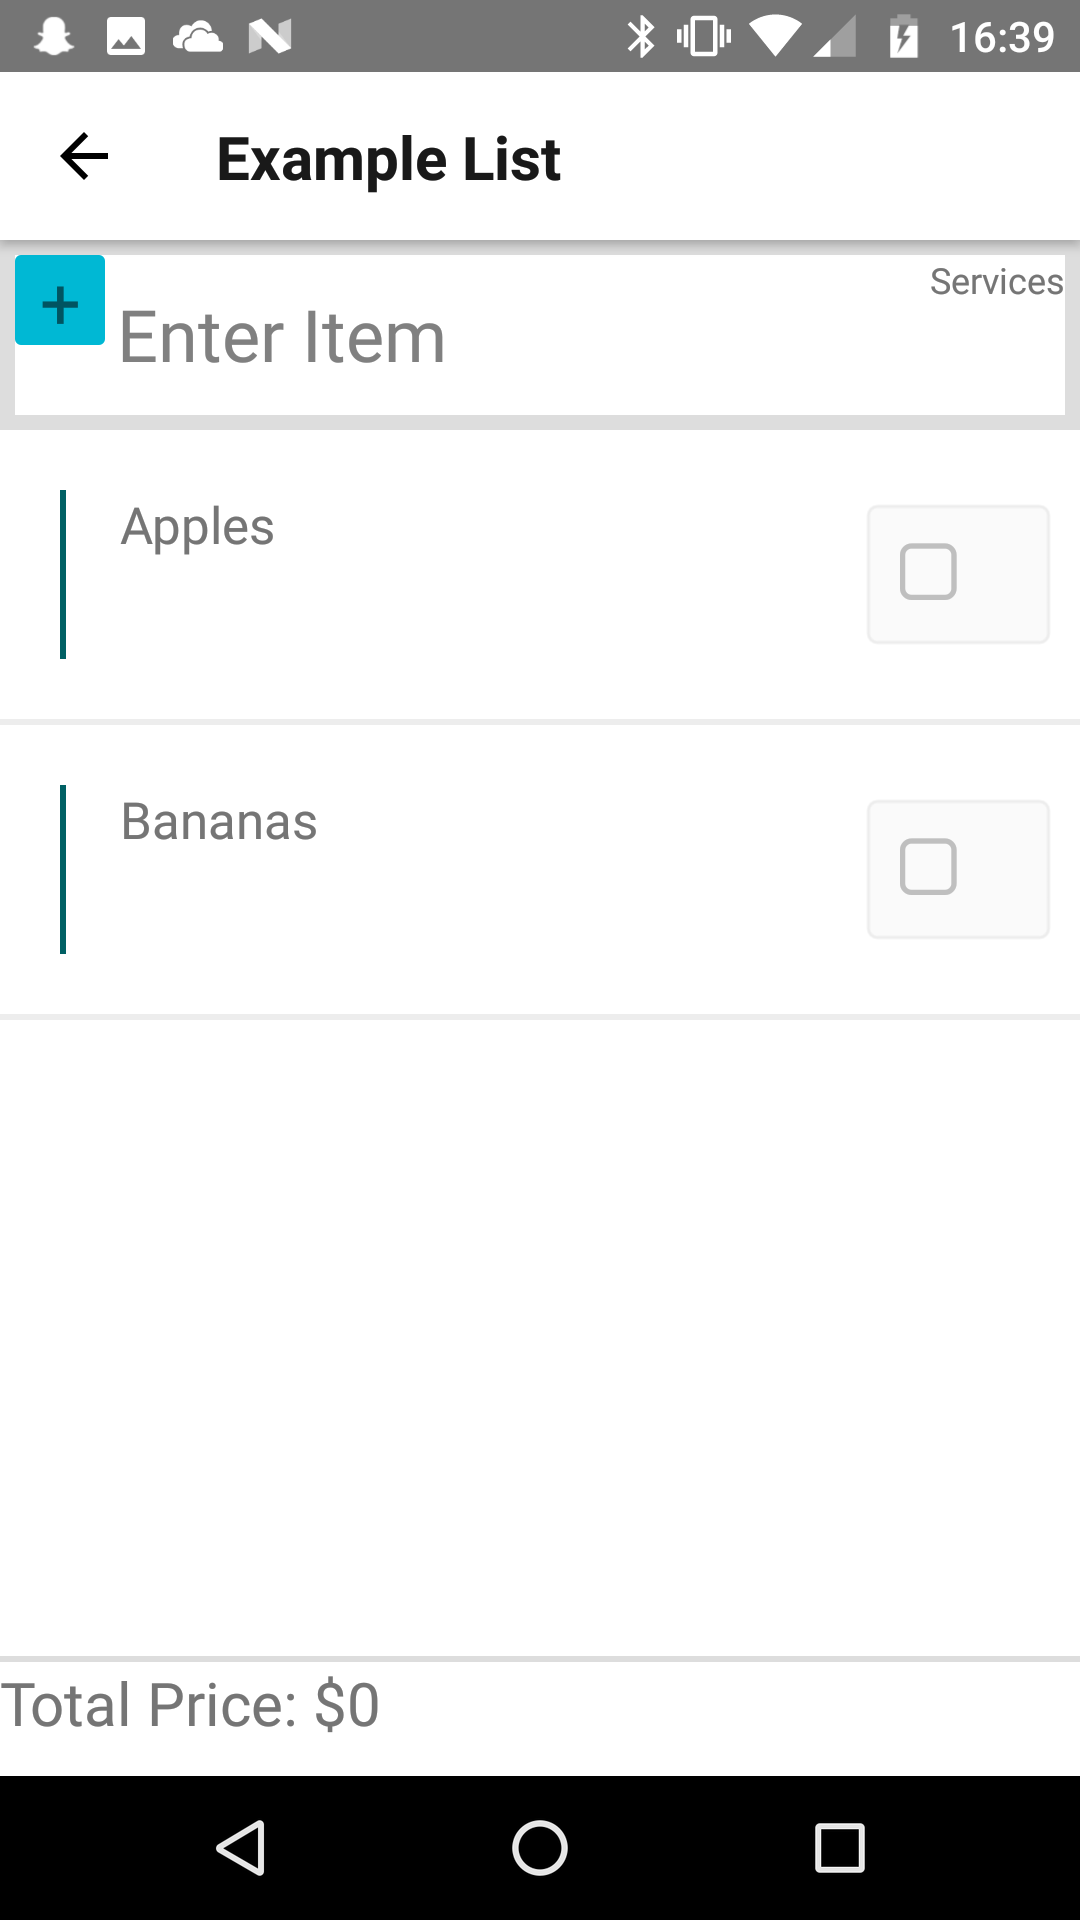 16:39
Example List
Services
Enter Item
Apples
Bananas
Total Price: $0